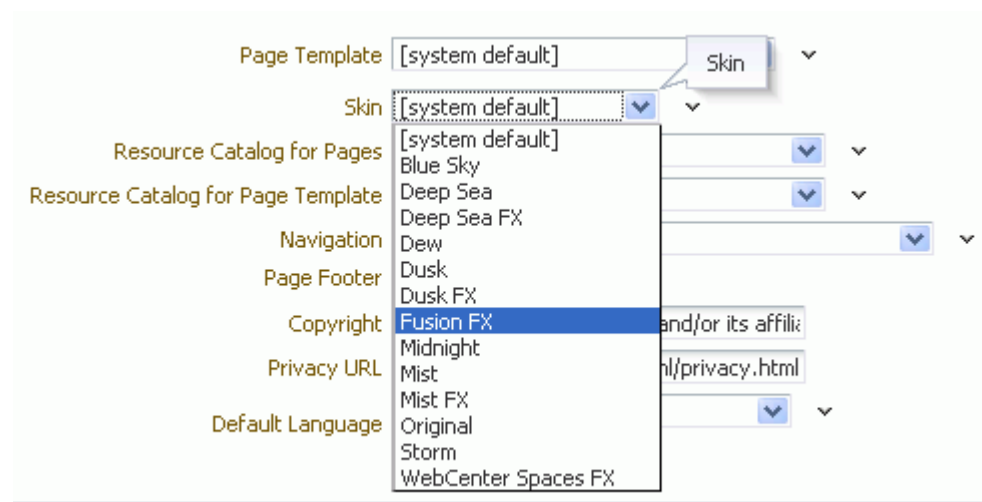 Page Template [system default]
Skin
Skin [system default]
[system default]
Blue Sky
Resource Catalog for Pages
Deep Sea
Resource Catalog for Page Template
Deep Sea FX
Navigation
Dew
Dusk
Page Footer
Dusk FX
Copyright
Fusion FX
and/or its affilia
Midnight
Privacy URL
Mist
nl/privacy.html
Mist FX
Default Language
Original
Storm
WebCenter Spaces FX